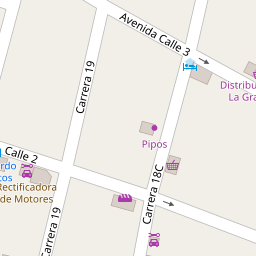 Avenida Calle 3
Carrera 19
Distribu
La Gra
Pipos
Calle 2
rdo
tos
Rectificadora
de Motores
Carrera 19
Carrera 18C